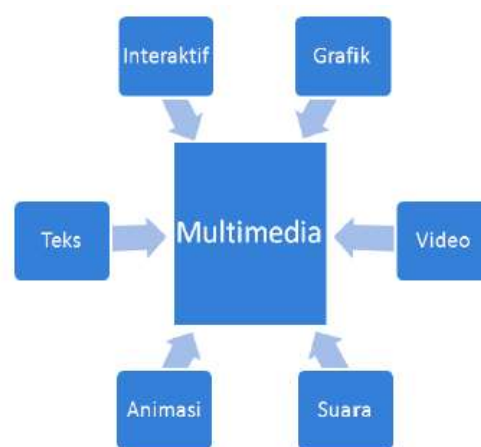 Interaktif
Grafik
Teks
Multimedia
Video
Animasi
Suara